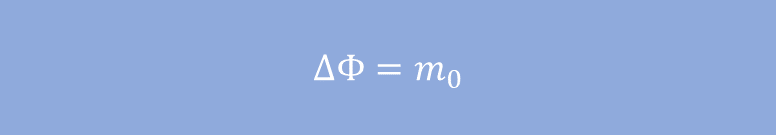 ΔΦ = m₀